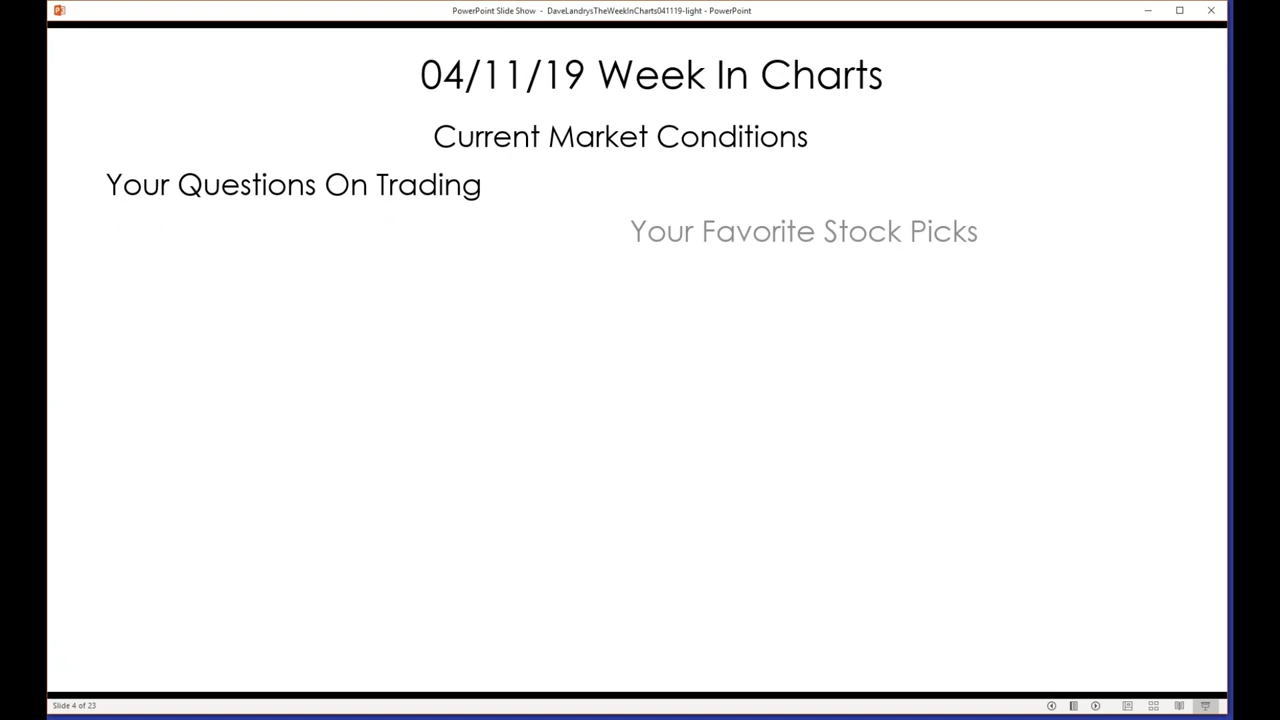 PowerPoint Slide Show - DaveLandrysTheWeekInCharts041119-light - PowerPoint
04/11/19 Week In Charts
Current Market Conditions
Your Questions On Trading
Your Favorite Stock Picks
Slide 4 of 23